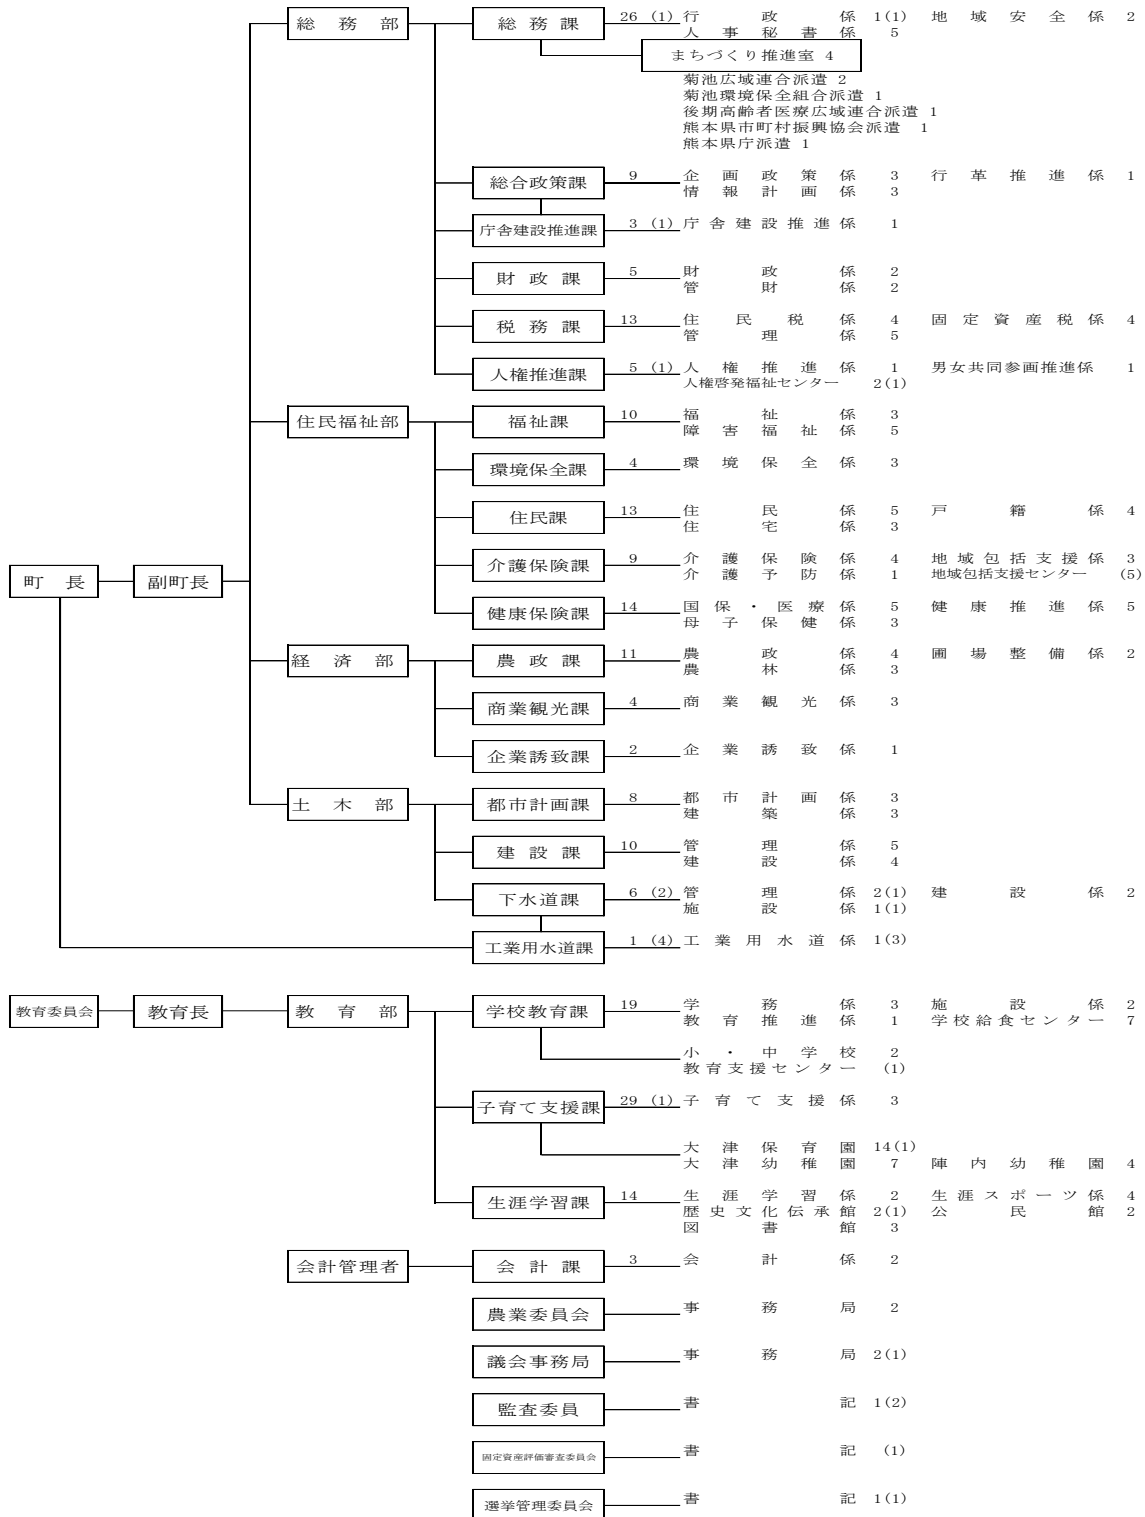 総務部 総務課 26 (1) 行政係 1(1) 地域安全係 2
人事秘書係 5
まちづくり推進室 4
菊池広域連合派遣 2
菊池環境保全組合派遣 1
後期高齢者医療広域連合派遣 1
熊本県市町村振興協会派遣 1
熊本県庁派遣 1
総合政策課 9 企画政策係 3 行革推進係 1
情報計画係 3
庁舎建設推進課 3 (1) 庁舎建設推進係 1
財政課 5 財政係 2
管財係 2
税務課 13 住民税係 4 固定資産税係 4
管理係 5
人権推進課 5 (1) 人権推進係 1 男女共同参画推進係 1
人権啓発福祉センター 2(1)
住民福祉部 福祉課 10 福祉係 3
障害福祉係 5
環境保全課 4 環境保全係 3
住民課 13 住民係 5 戸籍係 4
住宅係 3
町長 副町長 介護保険課 9 介護保険係 4 地域包括支援係 3
介護予防係 1 地域包括支援センター (5)
健康保険課 14 国保・医療係 5 健康推進係 5
母子保健係 3
経済部 農政課 11 農政係 4 圃場整備係 2
農林係 3
商業観光課 4 商業観光係 3
企業誘致課 2 企業誘致係 1
土木部 都市計画課 8 都市計画係 3
建築係 3
建設課 10 管理係 5
建設係 4
下水道課 6 (2) 管理係 2(1) 建設係 2
施設係 1(1)
工業用水道課 1 (4) 工業用水道係 1(3)
教育委員会 教育長 教育部 学校教育課 19 学務係 3 施設係 2
教育推進係 1 学校給食センター 7
小・中学校 2
教育支援センター (1)
子育て支援課 29 (1) 子育て支援係 3
大津保育園 14(1)
大津幼稚園 7 陣内幼稚園 4
生涯学習課 14 生涯学習係 2 生涯スポーツ係 4
歴史文化伝承館 2(1) 公民館 2
図書館 3
会計管理者 会計課 3 会計係 2
農業委員会 事務局 2
議会事務局 事務局 2(1)
監査委員 書記 1(2)
固定資産評価審査委員会 書記 (1)
選挙管理委員会 書記 1(1)